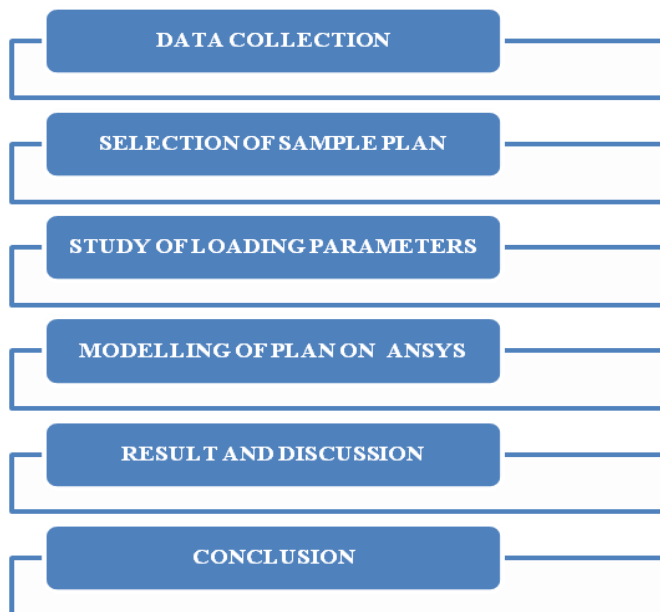 DATA COLLECTION
SELECTION OF SAMPLE PLAN
STUDY OF LOADING PARAMETERS
MODELLING OF PLAN ON ANSYS
RESULT AND DISCUSSION
CONCLUSION